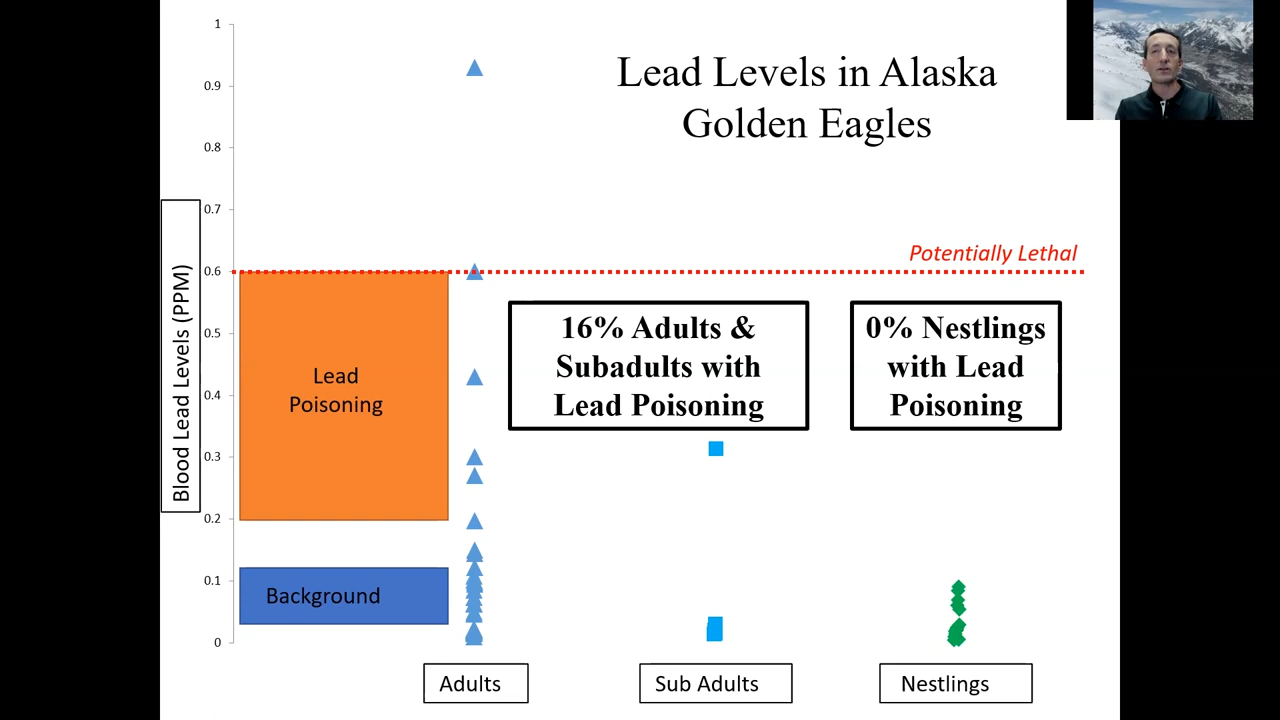 Lead Levels in Alaska
Golden Eagles
Blood Lead Levels (PPM)
1
0.9
0.8
0.7
0.6
0.5
0.4
0.3
0.2
0.1
0
Potentially Lethal
Lead
Poisoning
Background
16% Adults &
Subadults with
Lead Poisoning
0% Nestlings
with Lead
Poisoning
Adults
Sub Adults
Nestlings